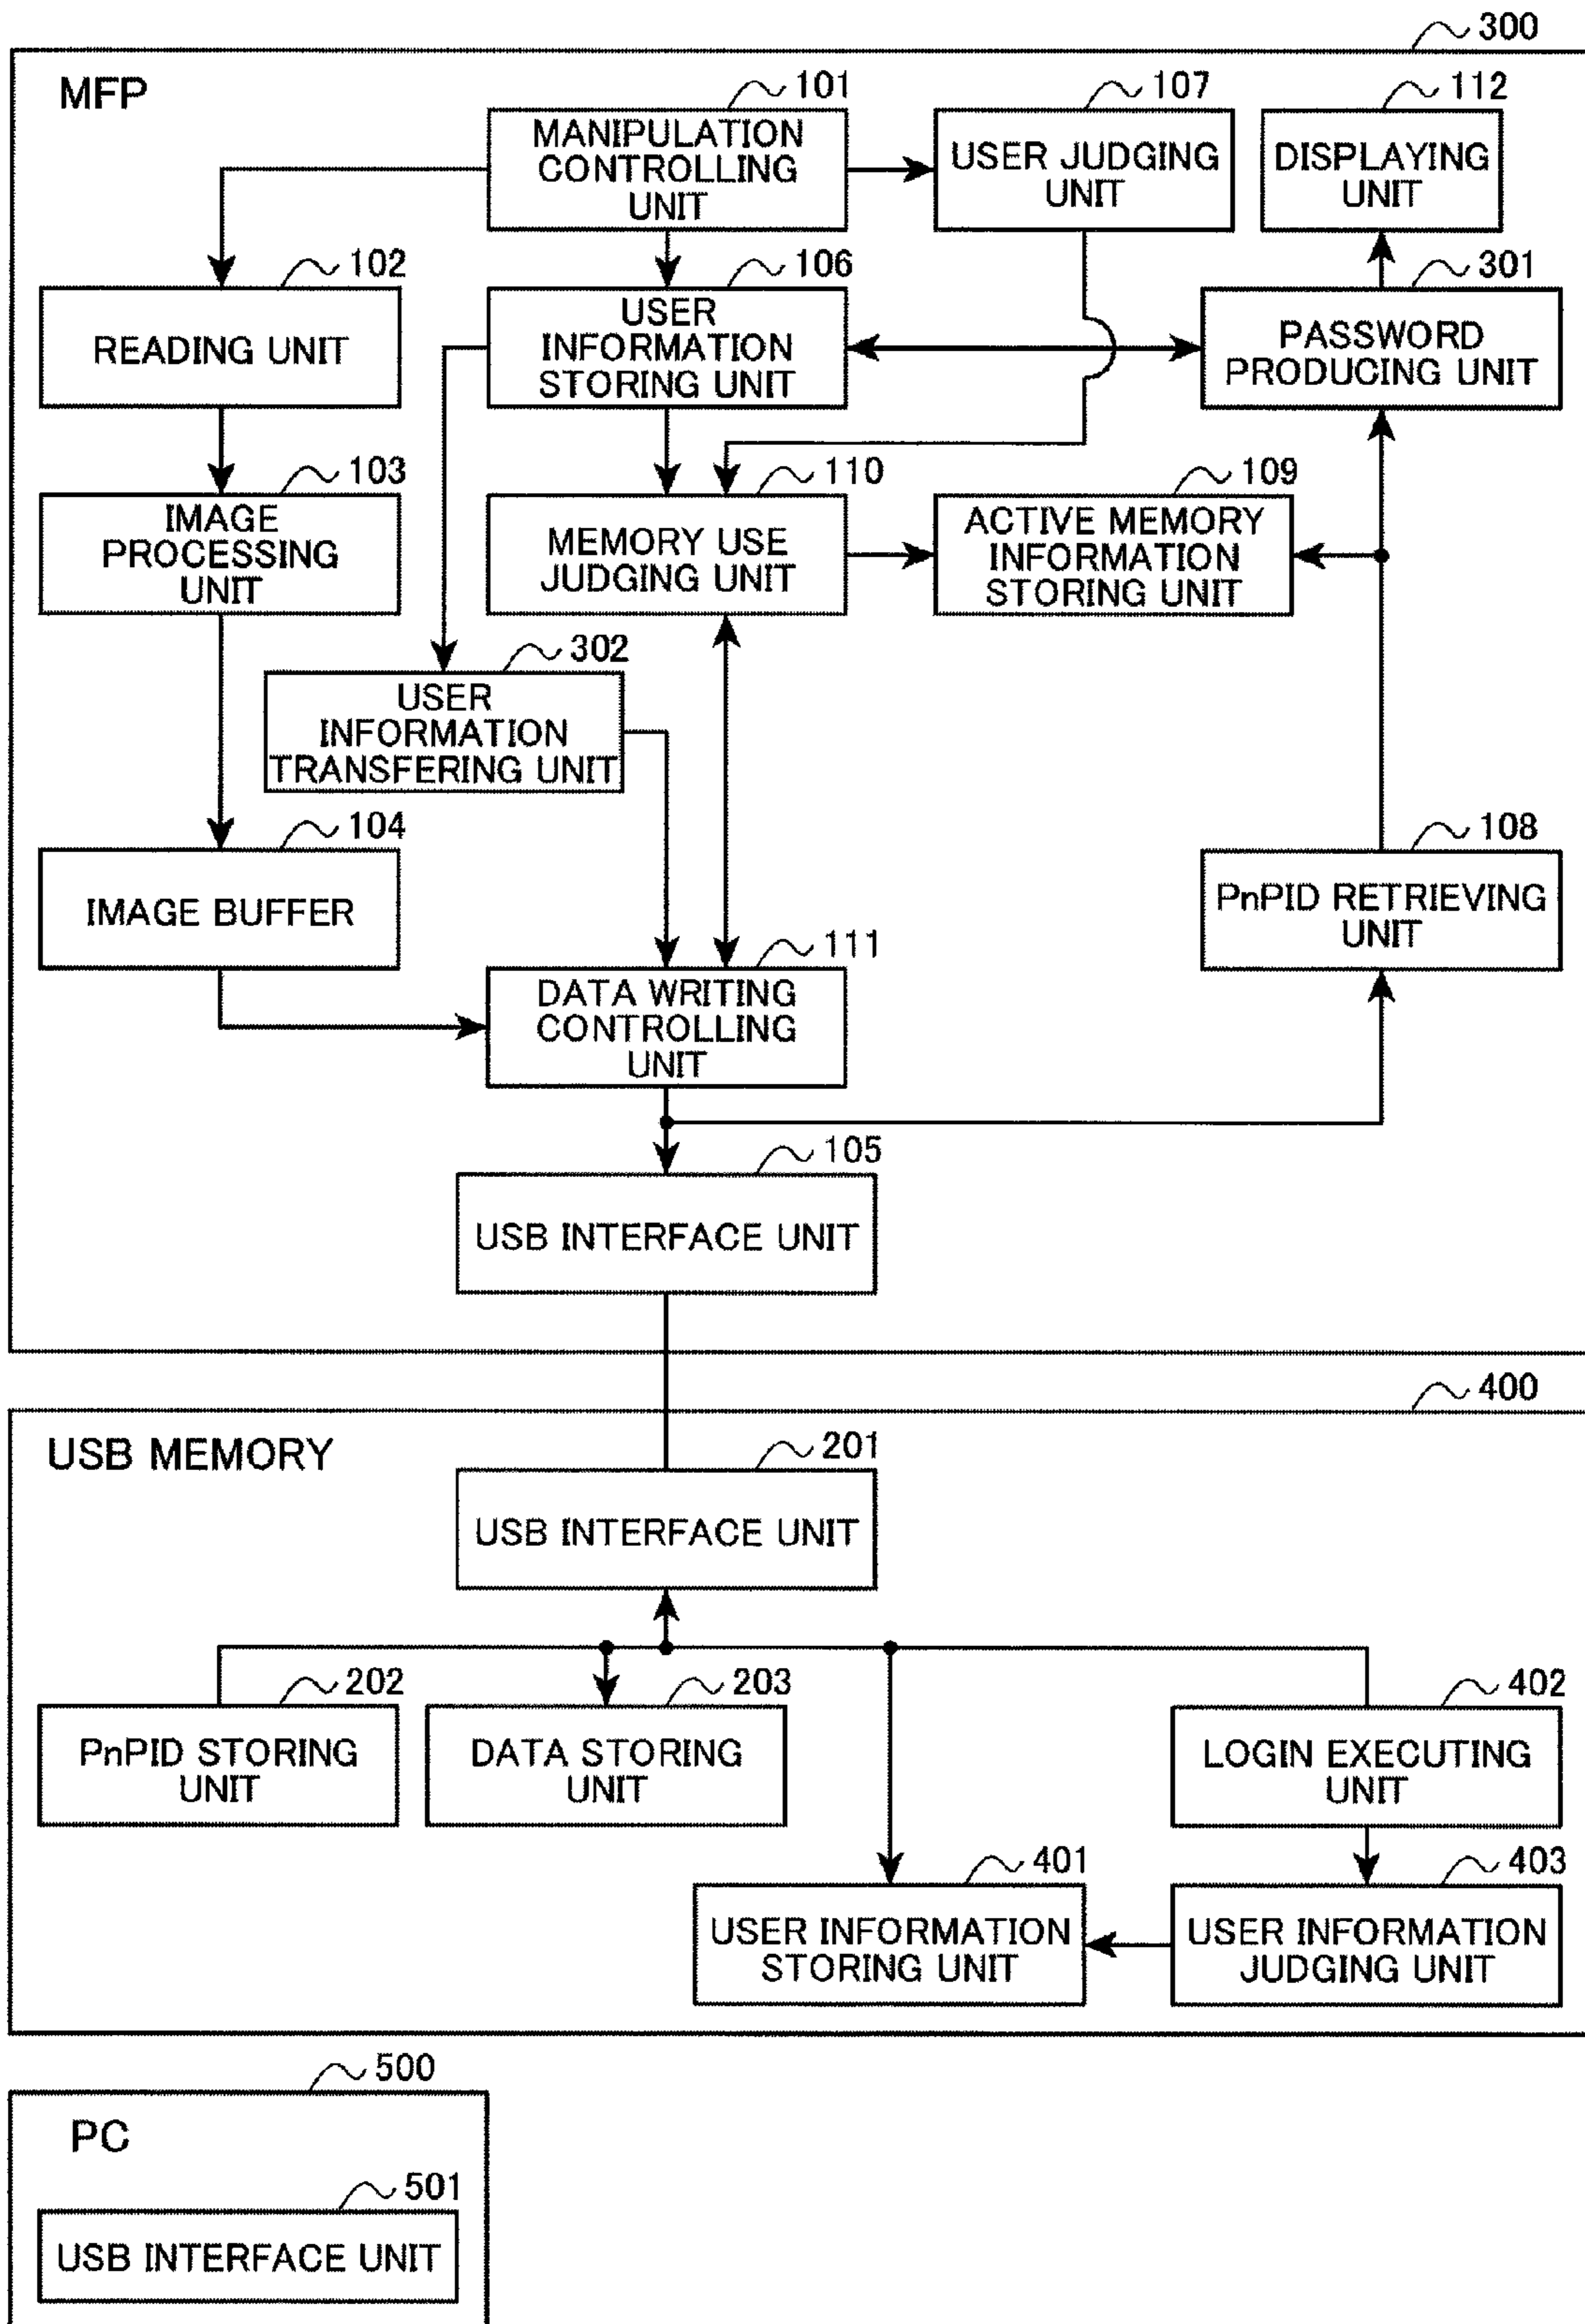 300
MFP
101
MANIPULATION
CONTROLLING
UNIT
107
USER JUDGING
UNIT
112
DISPLAYING
UNIT
102
READING UNIT
106
USER
INFORMATION
STORING UNIT
301
PASSWORD
PRODUCING UNIT
103
IMAGE
PROCESSING
UNIT
110
MEMORY USE
JUDGING UNIT
109
ACTIVE MEMORY
INFORMATION
STORING UNIT
302
USER
INFORMATION
TRANSFERING UNIT
104
IMAGE BUFFER
108
PnPID RETRIEVING
UNIT
111
DATA WRITING
CONTROLLING
UNIT
105
USB INTERFACE UNIT
400
USB MEMORY
201
USB INTERFACE UNIT
202
PnPID STORING
UNIT
203
DATA STORING
UNIT
402
LOGIN EXECUTING
UNIT
401
USER INFORMATION
STORING UNIT
403
USER INFORMATION
JUDGING UNIT
500
PC
501
USB INTERFACE UNIT